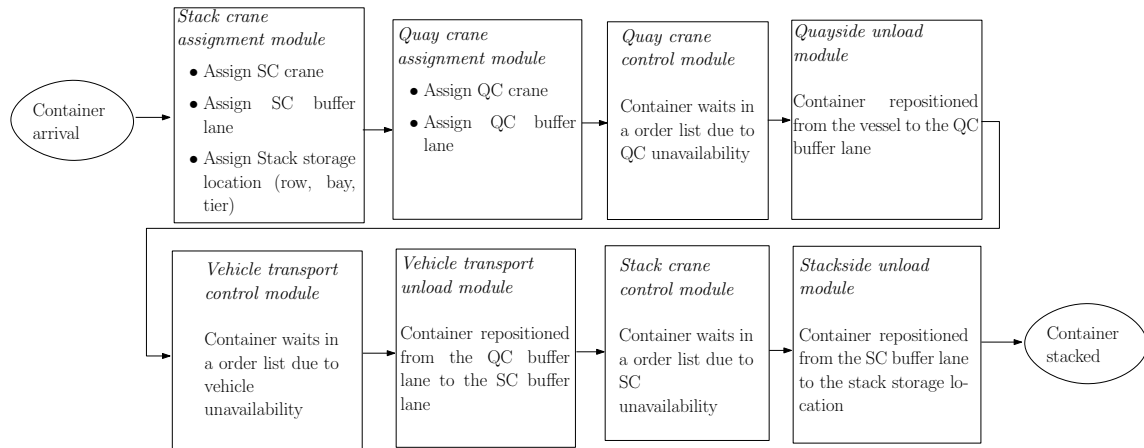 Container
arrival
Stack crane
assignment module
• Assign SC crane
• Assign SC buffer
lane
• Assign Stack storage
location (row, bay,
tier)
Quay crane
assignment module
• Assign QC crane
• Assign QC buffer
lane
Quay crane
control module
Container waits in
a order list due to
QC unavailability
Quayside unload
module
Container repositioned
from the vessel to the QC
buffer lane
Vehicle transport
control module
Container waits in
a order list due to
vehicle
unavailability
Vehicle transport
unload module
Container repositioned
from the QC buffer
lane to the SC buffer
lane
Stack crane
control module
Container waits in
a order list due to
SC
unavailability
Stackside unload
module
Container repositioned
from the SC buffer lane
to the stack storage lo-
cation
Container
stacked